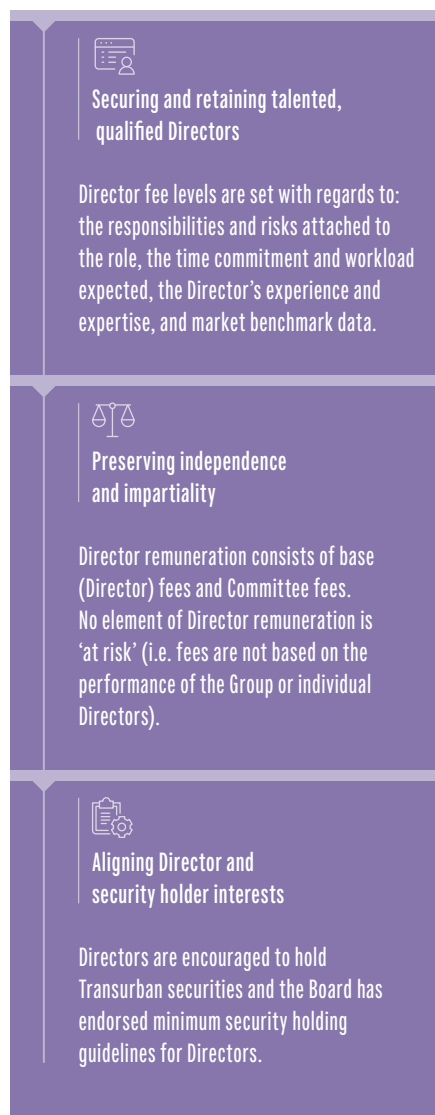 Securing and retaining talented,
qualified Directors
Director fee levels are set with regards to:
the responsibilities and risks attached to
the role, the time commitment and workload
expected, the Director’s experience and
expertise, and market benchmark data.
Preserving independence
and impartiality
Director remuneration consists of base
(Director) fees and Committee fees.
No element of Director remuneration is
‘at risk’ (i.e. fees are not based on the
performance of the Group or individual
Directors).
Aligning Director and
security holder interests
Directors are encouraged to hold
Transurban securities and the Board has
endorsed minimum security holding
guidelines for Directors.